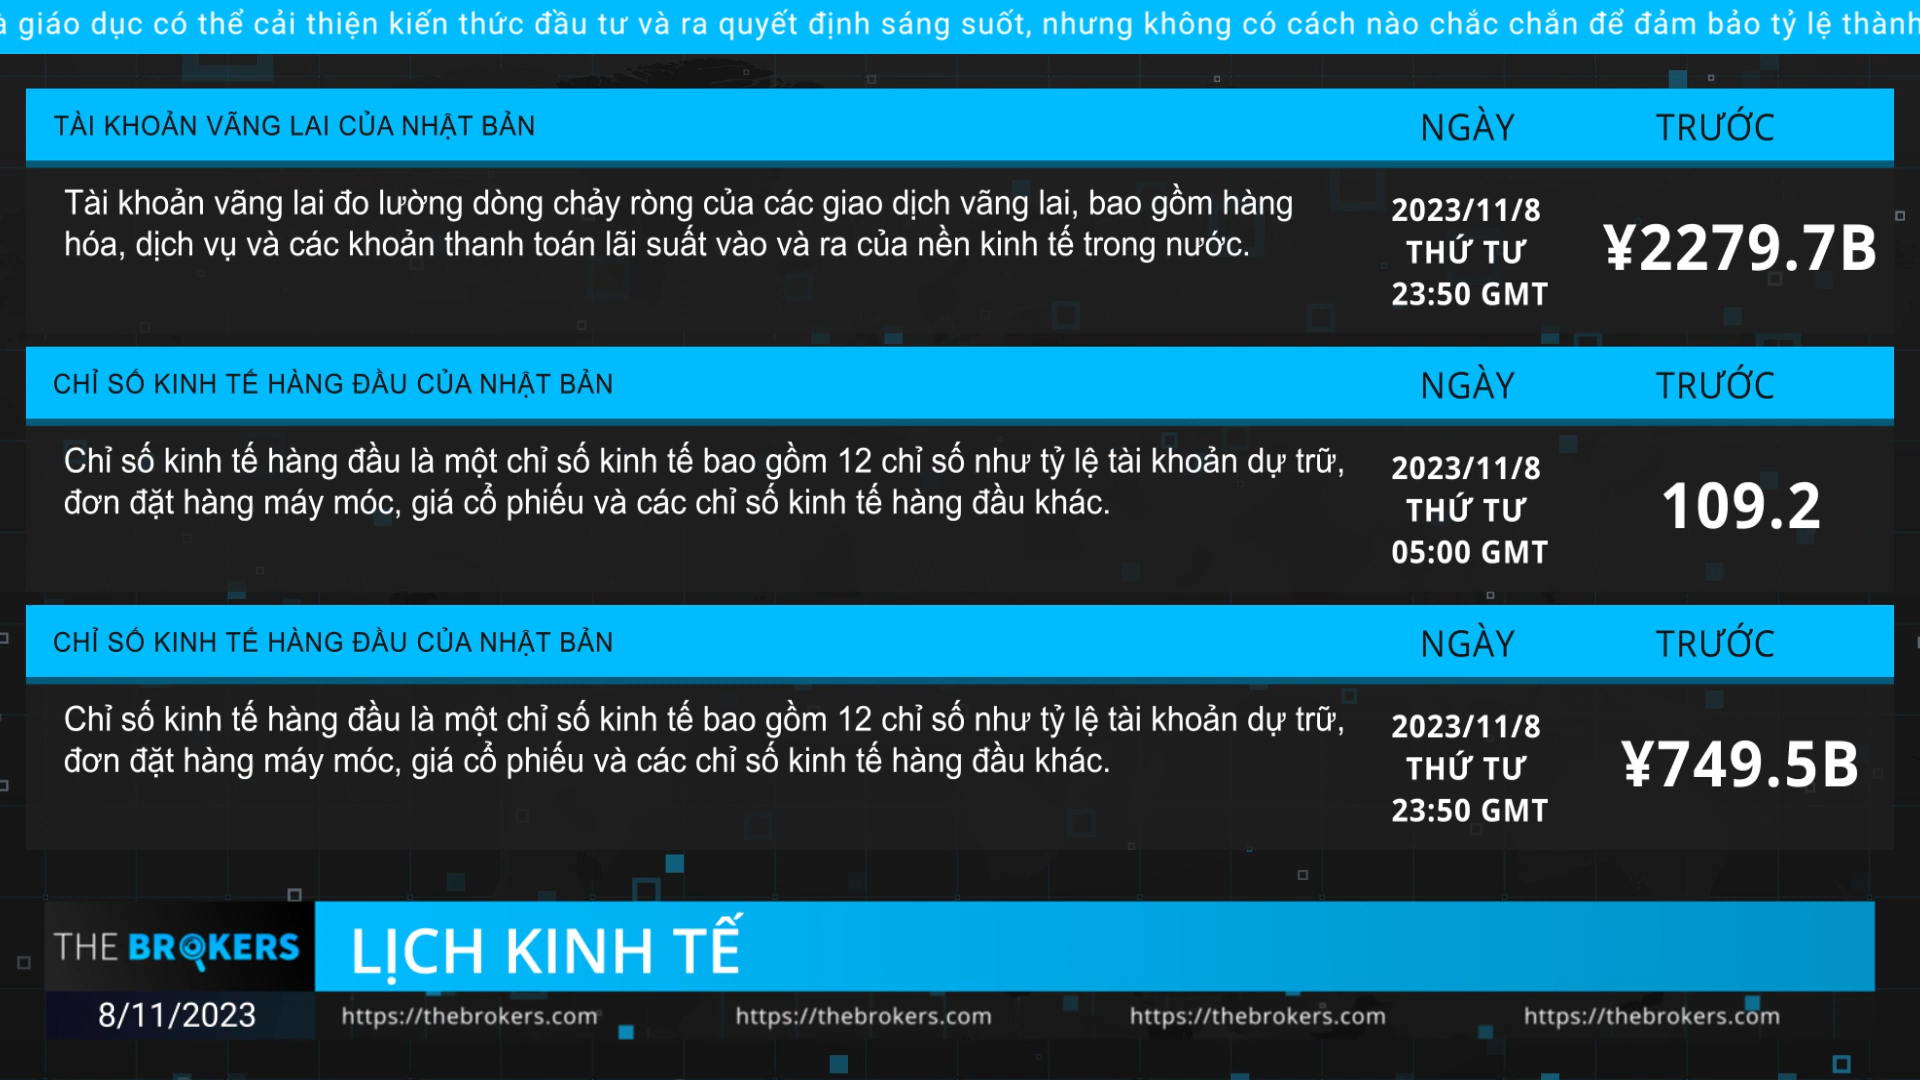 giáo dục có thể cải thiện kiến thức đầu tư và ra quyết định sáng suốt, nhưng không có cách nào chắc chắn để đảm bảo tỷ lệ thành
TÀI KHOẢN VÃNG LAI CỦA NHẬT BẢN NGÀY TRƯỚC
Tài khoản vãng lai đo lường dòng chảy ròng của các giao dịch vãng lai, bao gồm hàng
hóa, dịch vụ và các khoản thanh toán lãi suất vào và ra của nền kinh tế trong nước.
2023/11/8
THỨ TƯ
23:50 GMT
¥2279.7B
CHỈ SỐ KINH TẾ HÀNG ĐẦU CỦA NHẬT BẢN NGÀY TRƯỚC
Chỉ số kinh tế hàng đầu là một chỉ số kinh tế bao gồm 12 chỉ số như tỷ lệ tài khoản dự trữ,
đơn đặt hàng máy móc, giá cổ phiếu và các chỉ số kinh tế hàng đầu khác.
2023/11/8
THỨ TƯ
05:00 GMT
109.2
CHỈ SỐ KINH TẾ HÀNG ĐẦU CỦA NHẬT BẢN NGÀY TRƯỚC
Chỉ số kinh tế hàng đầu là một chỉ số kinh tế bao gồm 12 chỉ số như tỷ lệ tài khoản dự trữ,
đơn đặt hàng máy móc, giá cổ phiếu và các chỉ số kinh tế hàng đầu khác.
2023/11/8
THỨ TƯ
23:50 GMT
¥749.5B
THE BROKERS
LỊCH KINH TẾ
8/11/2023
https://thebrokers.com https://thebrokers.com https://thebrokers.com https://thebrokers.com